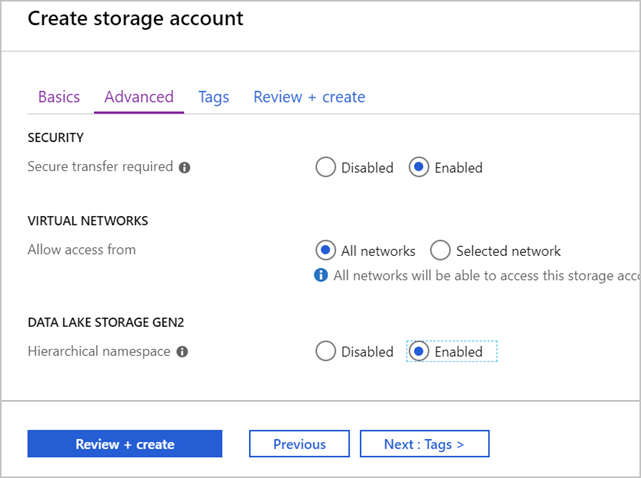 Create storage account
Basics Advanced Tags Review + create
SECURITY
Secure transfer required Disabled Enabled
VIRTUAL NETWORKS
Allow access from All networks Selected network
All networks will be able to access this storage acco
DATA LAKE STORAGE GEN2
Hierarchical namespace Disabled Enabled
Review + create Previous Next : Tags >